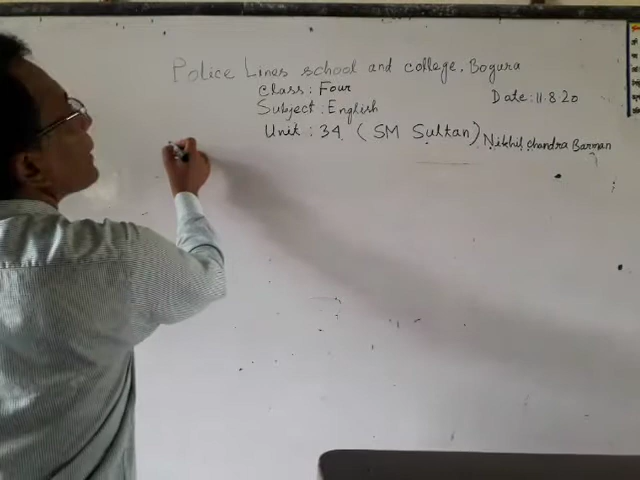 Police Lines school and college, Bogura
Class : Four
Date : 11.8.20
Subject : English
Unit : 34 (SM Sultan)
Nikhil chandra Barman